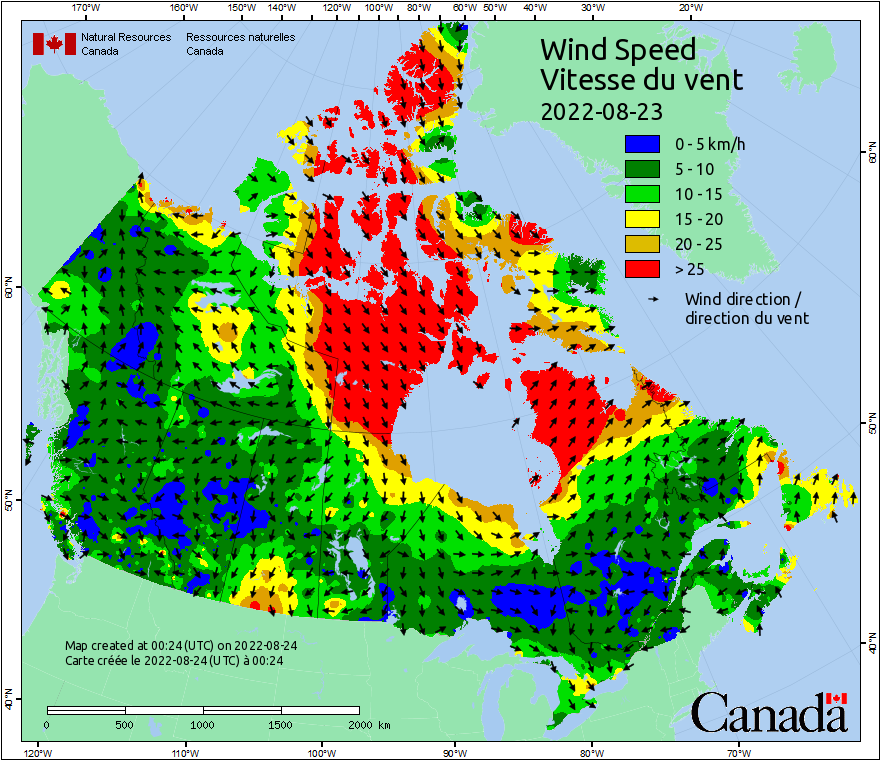 170°W 160°W 150°W 140°W 120°W 100°W 80°W 60°W 50°W 40°W 30°W 20°W
Natural Resources Ressources naturelles
Canada Canada
Wind Speed
Vitesse du vent
2022-08-23
0 - 5 km/h
5 - 10
10 - 15
15 - 20
20 - 25
> 25
Wind direction /
direction du vent
60°N
60°N
50°N
50°N
40°N
40°N
Map created at 00:24 (UTC) on 2022-08-24
Carte créée le 2022-08-24 (UTC) à 00:24
0 500 1000 1500 2000 km
Canada
120°W 110°W 100°W 90°W 80°W 70°W